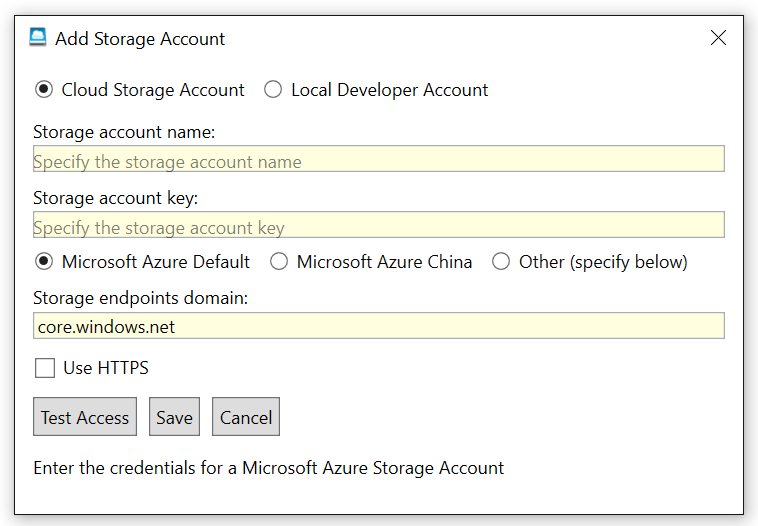 Add Storage Account
Cloud Storage Account Local Developer Account
Storage account name:
Specify the storage account name
Storage account key:
Specify the storage account key
Microsoft Azure Default Microsoft Azure China Other (specify below)
Storage endpoints domain:
core.windows.net
Use HTTPS
Test Access Save Cancel
Enter the credentials for a Microsoft Azure Storage Account